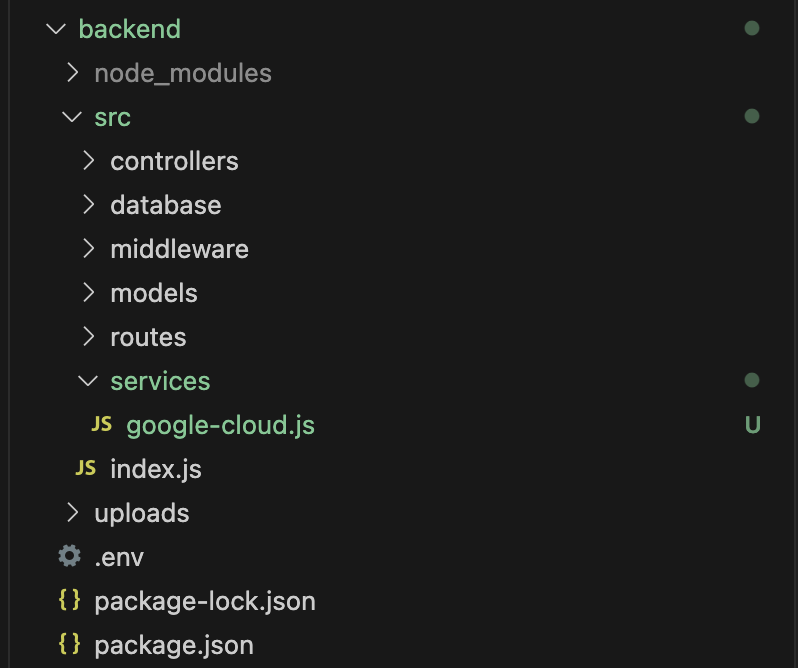 backend
node_modules
src
controllers
database
middleware
models
routes
services
JS google-cloud.js U
JS index.js
uploads
.env
{} package-lock.json
{} package.json